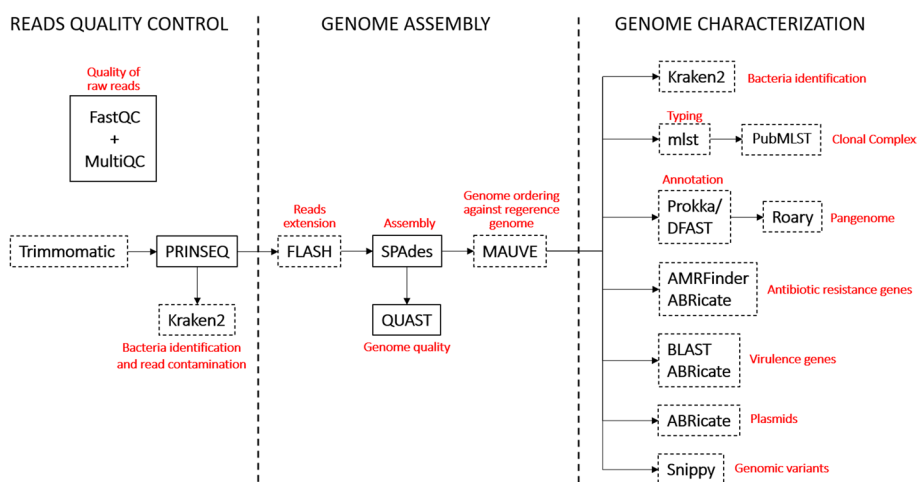 READS QUALITY CONTROL
GENOME ASSEMBLY
GENOME CHARACTERIZATION
Quality of
raw reads
FastQC
+
MultiQC
Trimmomatic
PRINSEQ
Kraken2
Bacteria identification
and read contamination
Reads
extension
FLASH
Assembly
SPAdes
QUAST
Genome quality
Genome ordering
against regerence
genome
MAUVE
Kraken2
Bacteria identification
Typing
mlst
PubMLST
Clonal Complex
Annotation
Prokka/
DFAST
Roary
Pangenome
AMRFinder
ABRicate
Antibiotic resistance genes
BLAST
ABRicate
Virulence genes
ABRicate
Plasmids
Snippy
Genomic variants